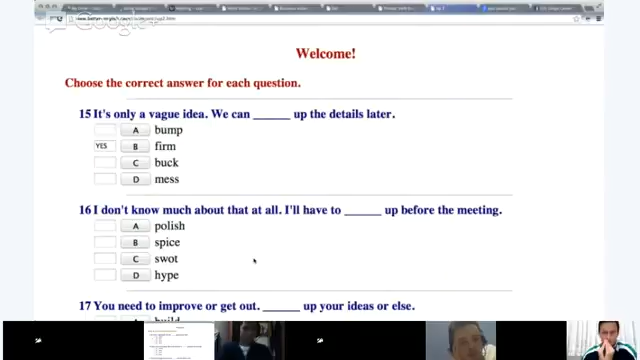 Welcome!
Choose the correct answer for each question.
15 It's only a vague idea. We can ______ up the details later.
A bump
YES B firm
C buck
D mess
16 I don't know much about that at all. I'll have to ______ up before the meeting.
A polish
B spice
C swot
D hype
17 You need to improve or get out. ______ up your ideas or else.
build